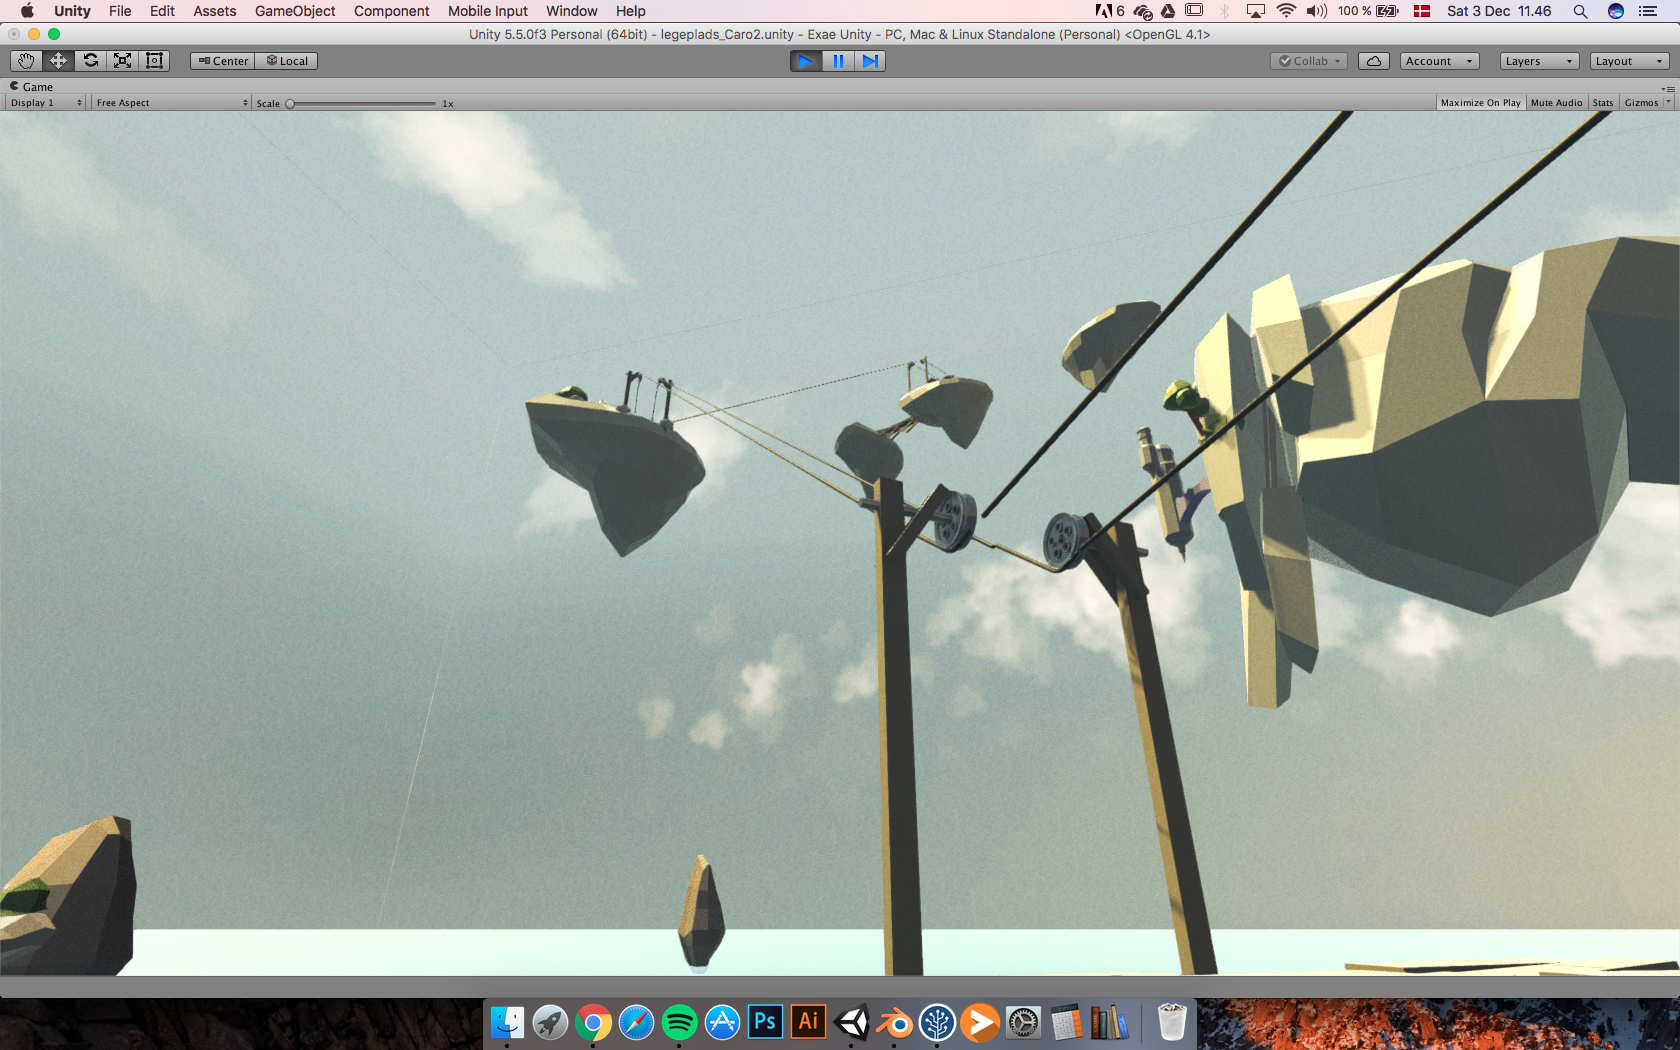 Unity File Edit Assets GameObject Component Mobile Input Window Help 6 100 % Sat 3 Dec 11.46
Unity 5.5.0f3 Personal (64bit) - legeplads_Caro2.unity - Exae Unity - PC, Mac & Linux Standalone (Personal) <OpenGL 4.1>
Center Local Collab Account Layers Layout
Game
Display 1 Free Aspect Scale 1x Maximize On Play Mute Audio Stats Gizmos
Ps Ai